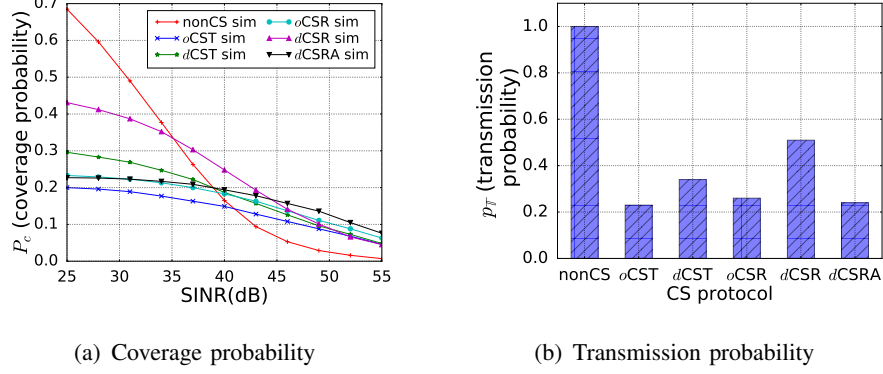 0.7
0.6
0.5
0.4
0.3
0.2
0.1
0.0
P_c (coverage probability)
nonCS sim
oCST sim
dCST sim
oCSR sim
dCSR sim
dCSRA sim
25 30 35 40 45 50 55
SINR(dB)
(a) Coverage probability
1.0
0.8
0.6
0.4
0.2
0.0
p_𝕋 (transmission
probability)
nonCS oCST dCST oCSR dCSR dCSRA
CS protocol
(b) Transmission probability